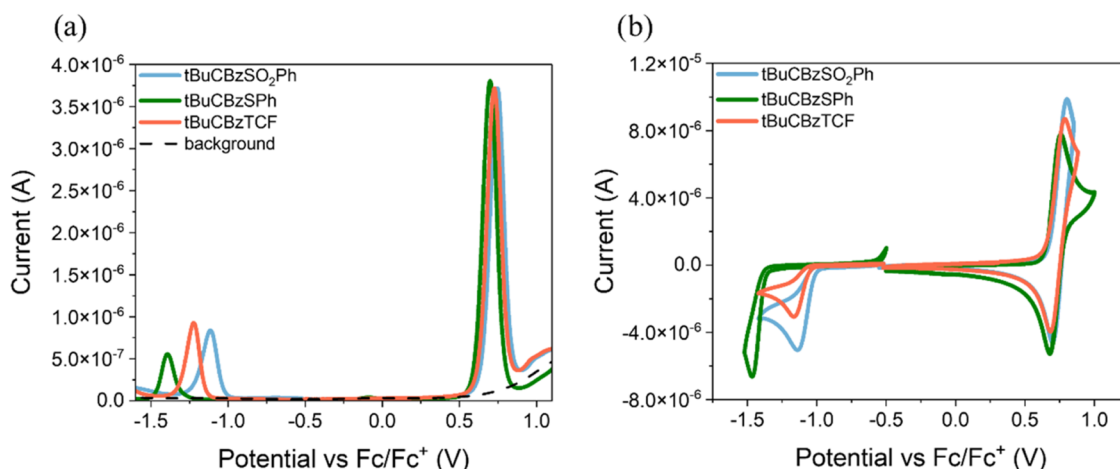 (a)
4.0×10⁻⁶
3.5×10⁻⁶
3.0×10⁻⁶
2.5×10⁻⁶
2.0×10⁻⁶
1.5×10⁻⁶
1.0×10⁻⁶
5.0×10⁻⁷
0.0
Current (A)
tBuCBzSO₂Ph
tBuCBzSPh
tBuCBzTCF
background
-1.5 -1.0 -0.5 0.0 0.5 1.0
Potential vs Fc/Fc⁺ (V)
(b)
1.2×10⁻⁵
8.0×10⁻⁶
4.0×10⁻⁶
0.0
-4.0×10⁻⁶
-8.0×10⁻⁶
Current (A)
tBuCBzSO₂Ph
tBuCBzSPh
tBuCBzTCF
-1.5 -1.0 -0.5 0.0 0.5 1.0
Potential vs Fc/Fc⁺ (V)